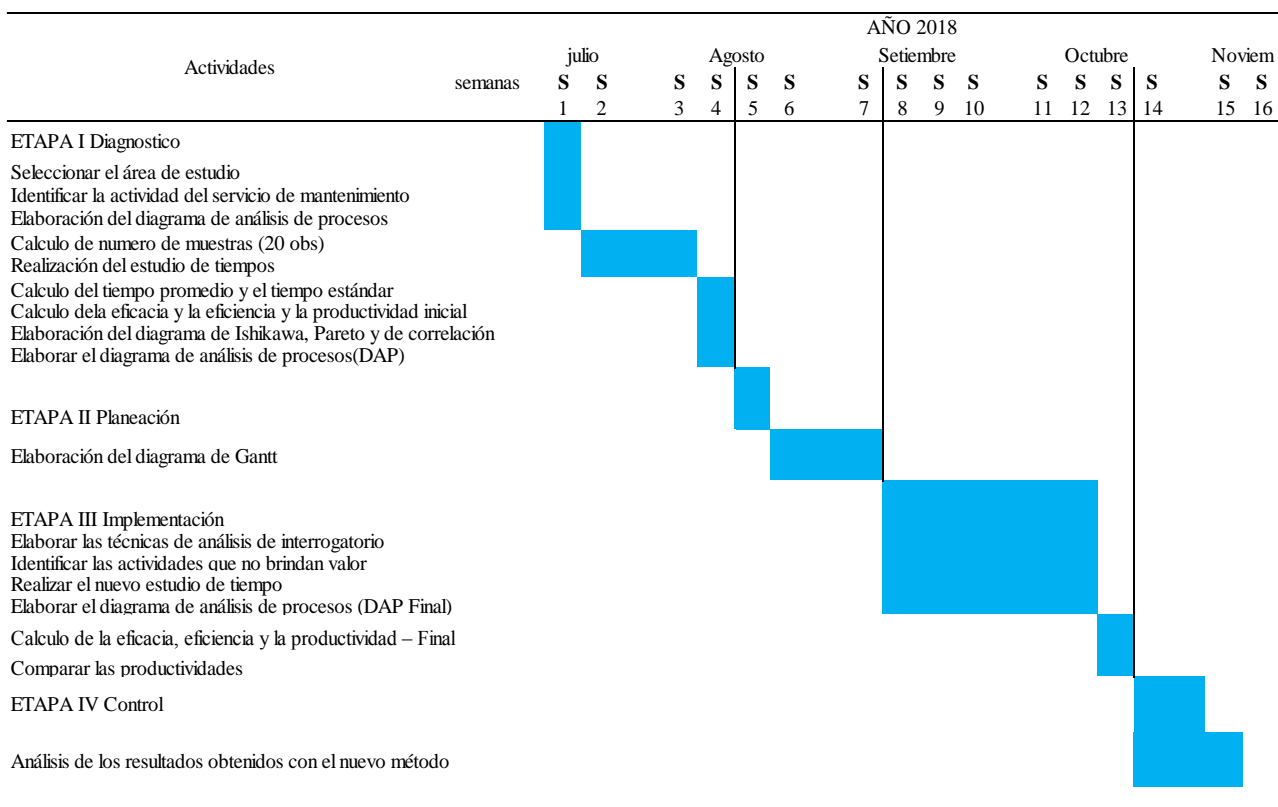 AÑO 2018
Actividades
julio Agosto Setiembre Octubre Noviem
semanas S S S S S S S S S S S S S S S S
1 2 3 4 5 6 7 8 9 10 11 12 13 14 15 16
ETAPA I Diagnostico
Seleccionar el área de estudio
Identificar la actividad del servicio de mantenimiento
Elaboración del diagrama de análisis de procesos
Calculo de numero de muestras (20 obs)
Realización del estudio de tiempos
Calculo del tiempo promedio y el tiempo estándar
Calculo dela eficacia y la eficiencia y la productividad inicial
Elaboración del diagrama de Ishikawa, Pareto y de correlación
Elaborar el diagrama de análisis de procesos(DAP)
ETAPA II Planeación
Elaboración del diagrama de Gantt
ETAPA III Implementación
Elaborar las técnicas de análisis de interrogatorio
Identificar las actividades que no brindan valor
Realizar el nuevo estudio de tiempo
Elaborar el diagrama de análisis de procesos (DAP Final)
Calculo de la eficacia, eficiencia y la productividad – Final
Comparar las productividades
ETAPA IV Control
Análisis de los resultados obtenidos con el nuevo método